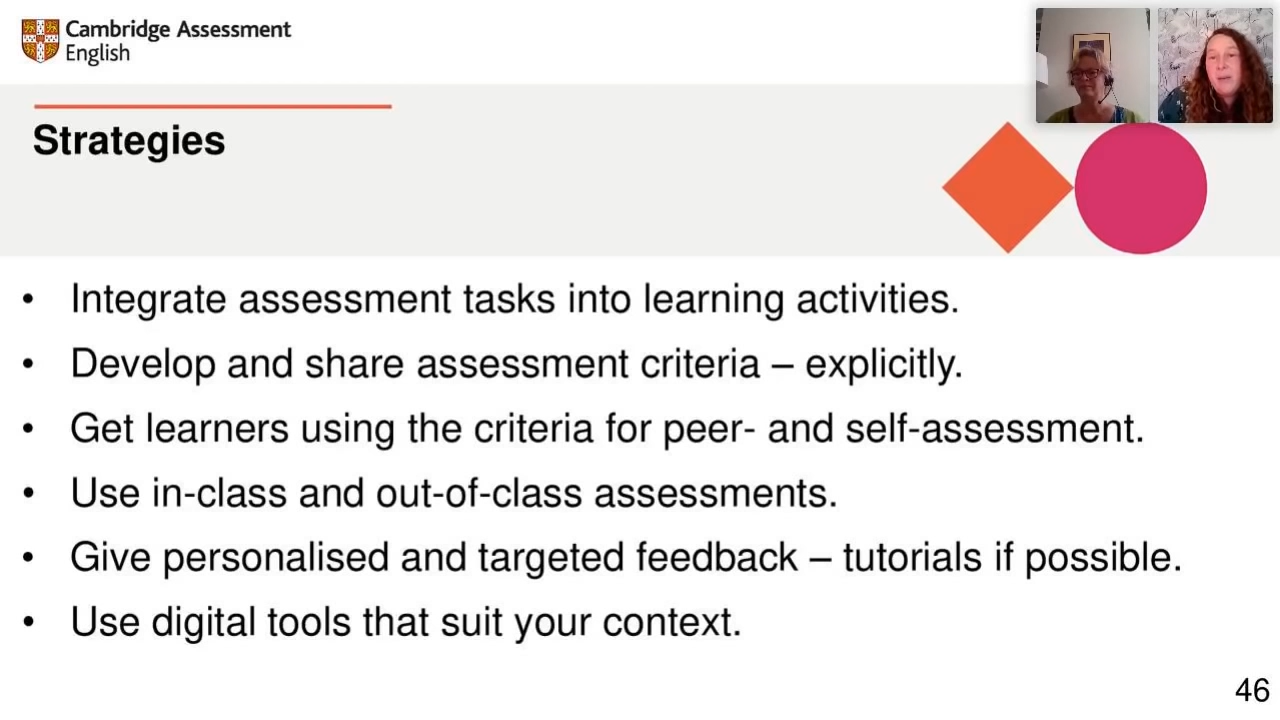 Cambridge Assessment
English
Strategies
• Integrate assessment tasks into learning activities.
• Develop and share assessment criteria – explicitly.
• Get learners using the criteria for peer- and self-assessment.
• Use in-class and out-of-class assessments.
• Give personalised and targeted feedback – tutorials if possible.
• Use digital tools that suit your context.
46